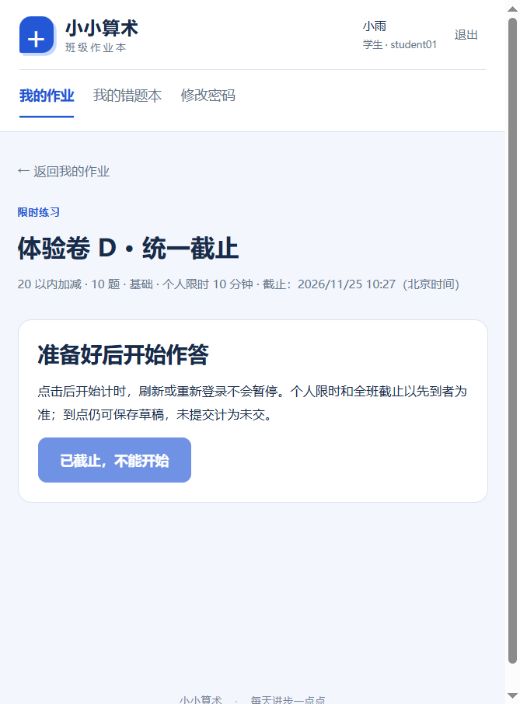 小小算术
班级作业本
小雨
学生 · student01
退出
我的作业 我的错题本 修改密码
← 返回我的作业
限时练习
体验卷 D · 统一截止
20 以内加减 · 10 题 · 基础 · 个人限时 10 分钟 · 截止：2026/11/25 10:27（北京时间）
准备好后开始作答
点击后开始计时，刷新或重新登录不会暂停。个人限时和全班截止以先到者为
准；到点仍可保存草稿，未提交计为未交。
已截止，不能开始
小小算术 · 每天进步一点点